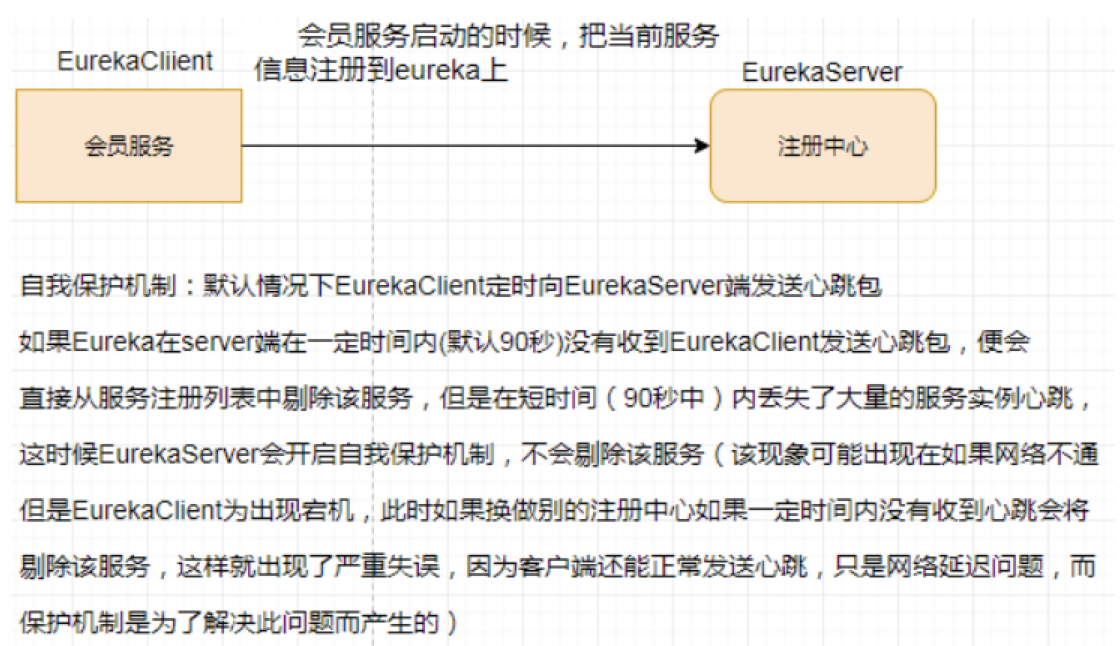 会员服务启动的时候，把当前服务
信息注册到eureka上
EurekaCliient
EurekaServer
会员服务
注册中心
自我保护机制：默认情况下EurekaClient定时向EurekaServer端发送心跳包
如果Eureka在server端在一定时间内(默认90秒)没有收到EurekaClient发送心跳包，便会
直接从服务注册列表中剔除该服务，但是在短时间（90秒中）内丢失了大量的服务实例心跳，
这时候EurekaServer会开启自我保护机制，不会剔除该服务（该现象可能出现在如果网络不通
但是EurekaClient为出现宕机，此时如果换做别的注册中心如果一定时间内没有收到心跳会将
剔除该服务，这样就出现了严重失误，因为客户端还能正常发送心跳，只是网络延迟问题，而
保护机制是为了解决此问题而产生的）